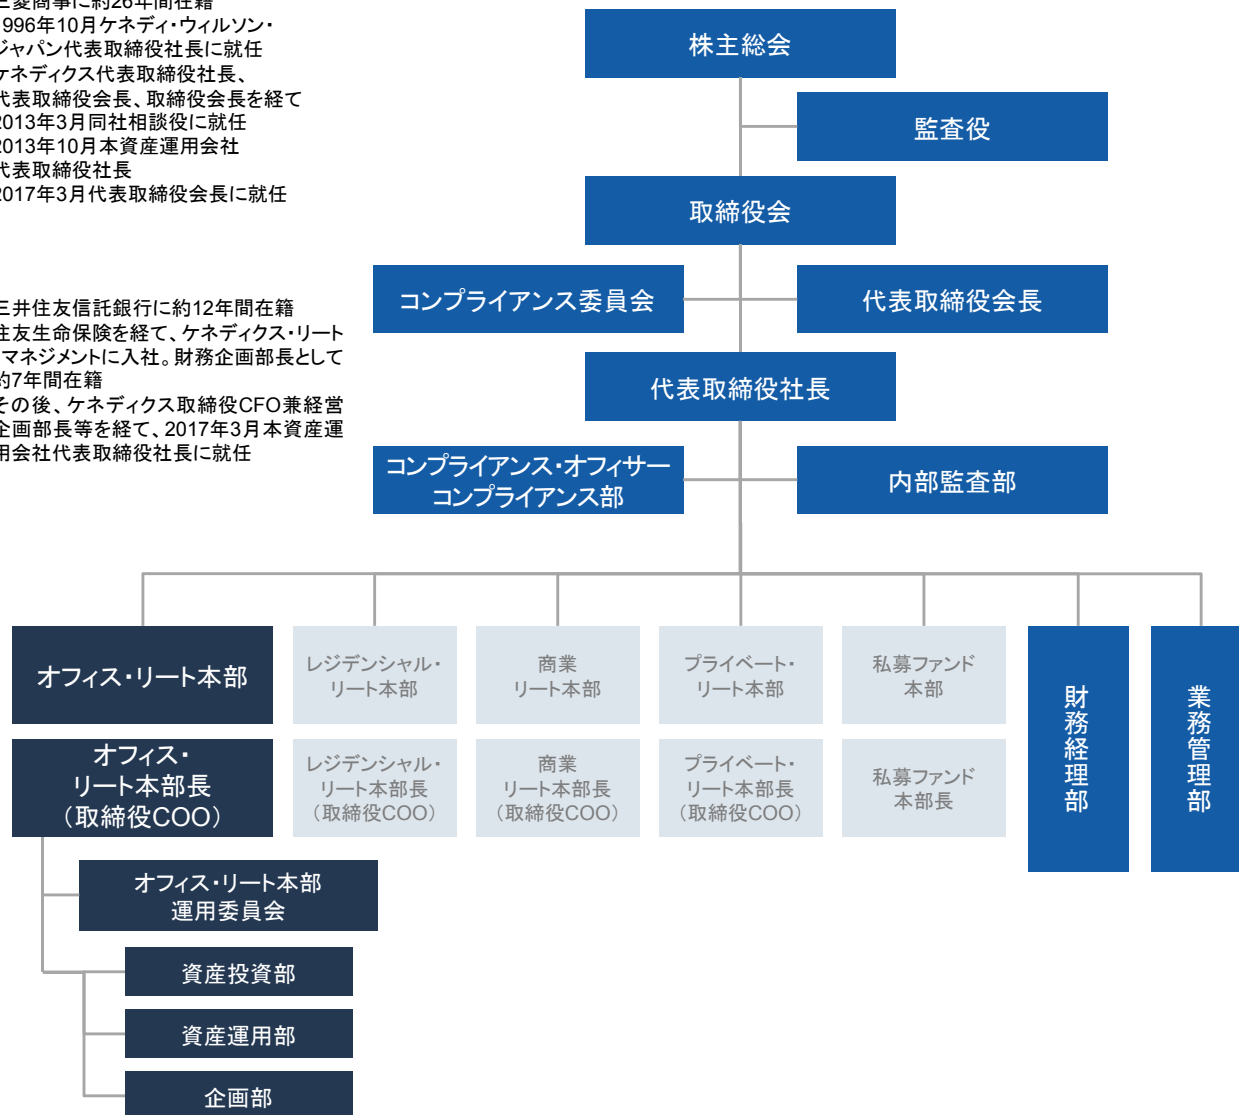 三菱商事に約26年間在籍
1996年10月ケネディ・ウィルソン・
ジャパン代表取締役社長に就任
ケネディクス代表取締役社長、
代表取締役会長、取締役会長を経て
2013年3月同社相談役に就任
2013年10月本資産運用会社
代表取締役社長
2017年3月代表取締役会長に就任
三井住友信託銀行に約12年間在籍
住友生命保険を経て、ケネディクス・リート
・マネジメントに入社。財務企画部長として
約7年間在籍
その後、ケネディクス取締役CFO兼経営
企画部長等を経て、2017年3月本資産運
用会社代表取締役社長に就任
株主総会
監査役
取締役会
コンプライアンス委員会
代表取締役会長
代表取締役社長
コンプライアンス・オフィサー
コンプライアンス部
内部監査部
オフィス・リート本部
レジデンシャル・
リート本部
商業
リート本部
プライベート・
リート本部
私募ファンド
本部
財務経理部
業務管理部
オフィス・
リート本部長
（取締役COO）
レジデンシャル・
リート本部長
（取締役COO）
商業
リート本部長
（取締役COO）
プライベート・
リート本部長
（取締役COO）
私募ファンド
本部長
オフィス・リート本部
運用委員会
資産投資部
資産運用部
企画部